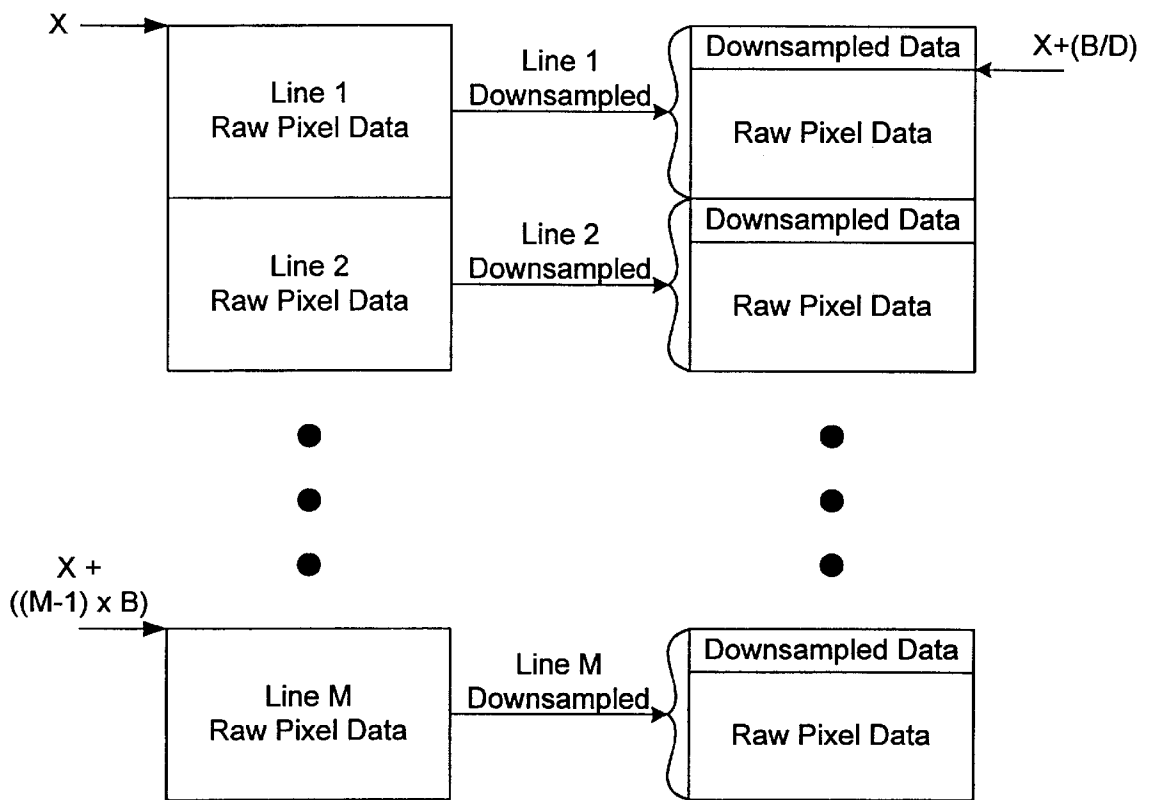 X
Line 1
Raw Pixel Data
Line 1
Downsampled
Downsampled Data
X+(B/D)
Raw Pixel Data
Line 2
Raw Pixel Data
Line 2
Downsampled
Downsampled Data
Raw Pixel Data
X +
((M-1) x B)
Line M
Raw Pixel Data
Line M
Downsampled
Downsampled Data
Raw Pixel Data